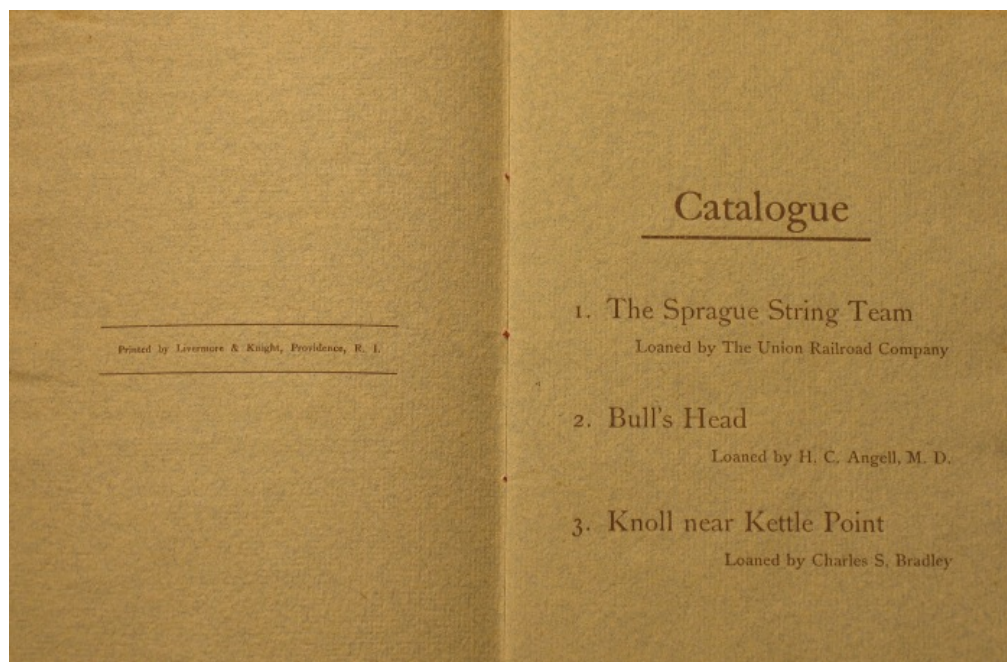 Printed by Livermore & Knight, Providence, R. I.
Catalogue
1. The Sprague String Team
Loaned by The Union Railroad Company
2. Bull's Head
Loaned by H. C. Angell, M. D.
3. Knoll near Kettle Point
Loaned by Charles S. Bradley